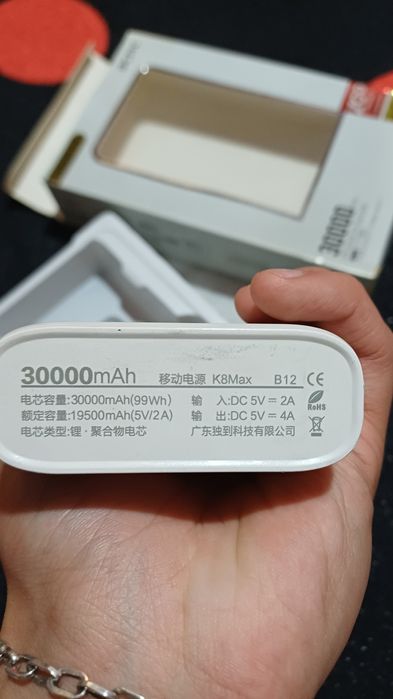 30000
30000mAh 移动电源 K8Max B12
电芯容量:30000mAh(99Wh) 输 入:DC 5V⎓2A
额定容量:19500mAh(5V/2A) 输 出:DC 5V⎓4A
电芯类型:锂·聚合物电芯 广东独到科技有限公司
CE
RoHS